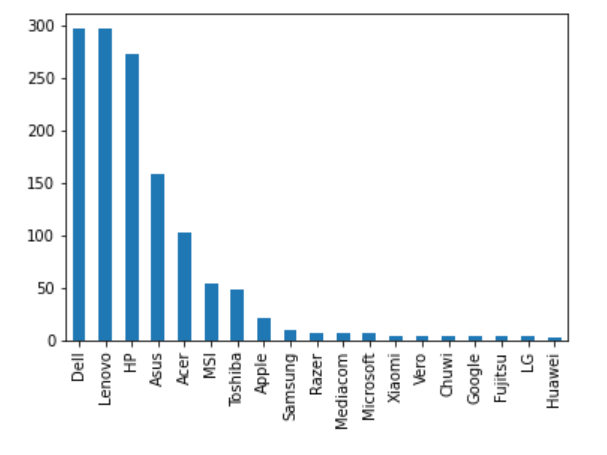 300
250
200
150
100
50
0
Dell
Lenovo
HP
Asus
Acer
MSI
Toshiba
Apple
Samsung
Razer
Mediacom
Microsoft
Xiaomi
Vero
Chuwi
Google
Fujitsu
LG
Huawei